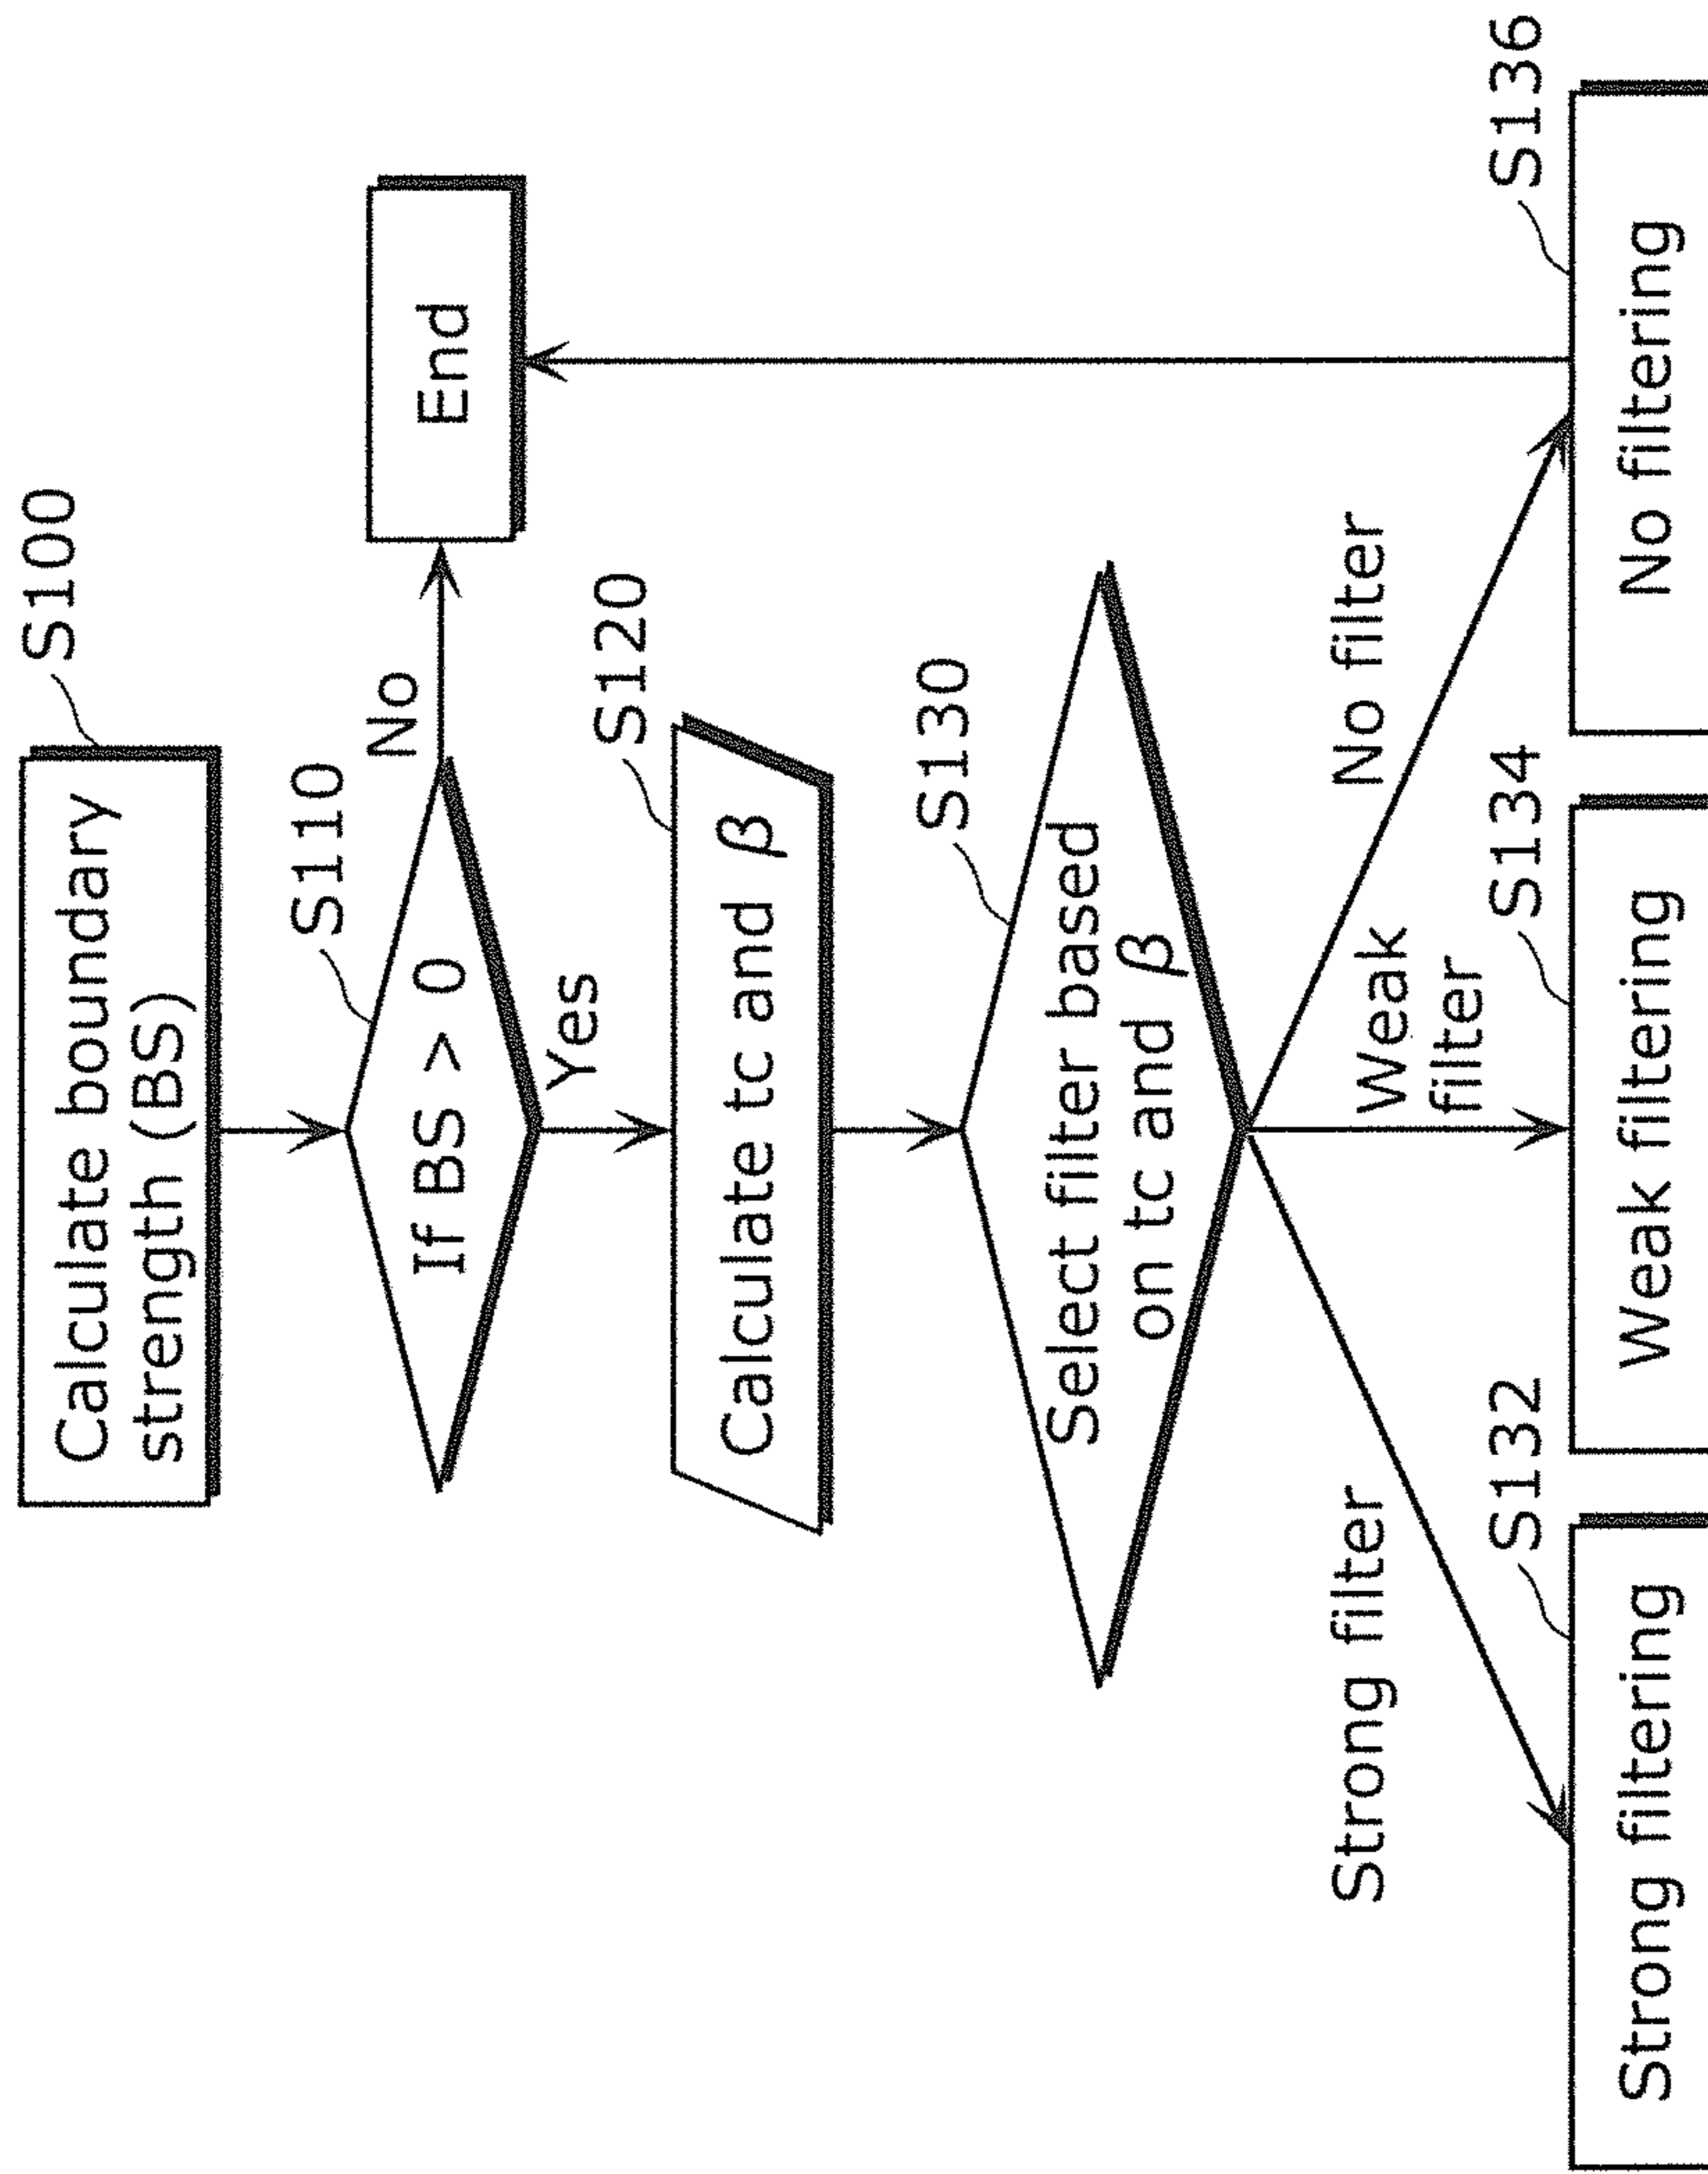 Calculate boundary
strength (BS)
S100
If BS > 0
S110
No
End
Yes
Calculate tc and β
S120
Select filter based
on tc and β
S130
Strong filter
Weak
filter
No filter
Strong filtering
S132
Weak filtering
S134
No filtering
S136